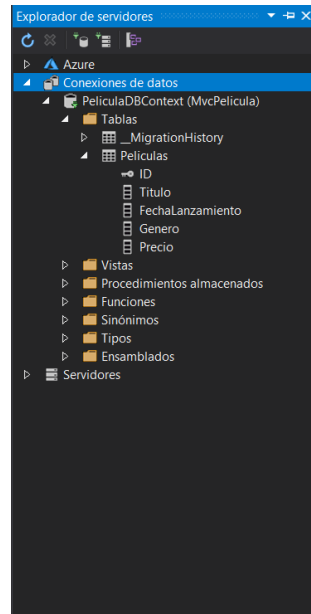 Explorador de servidores
Azure
Conexiones de datos
PeliculaDBContext (MvcPelicula)
Tablas
__MigrationHistory
Peliculas
ID
Titulo
FechaLanzamiento
Genero
Precio
Vistas
Procedimientos almacenados
Funciones
Sinónimos
Tipos
Ensamblados
Servidores